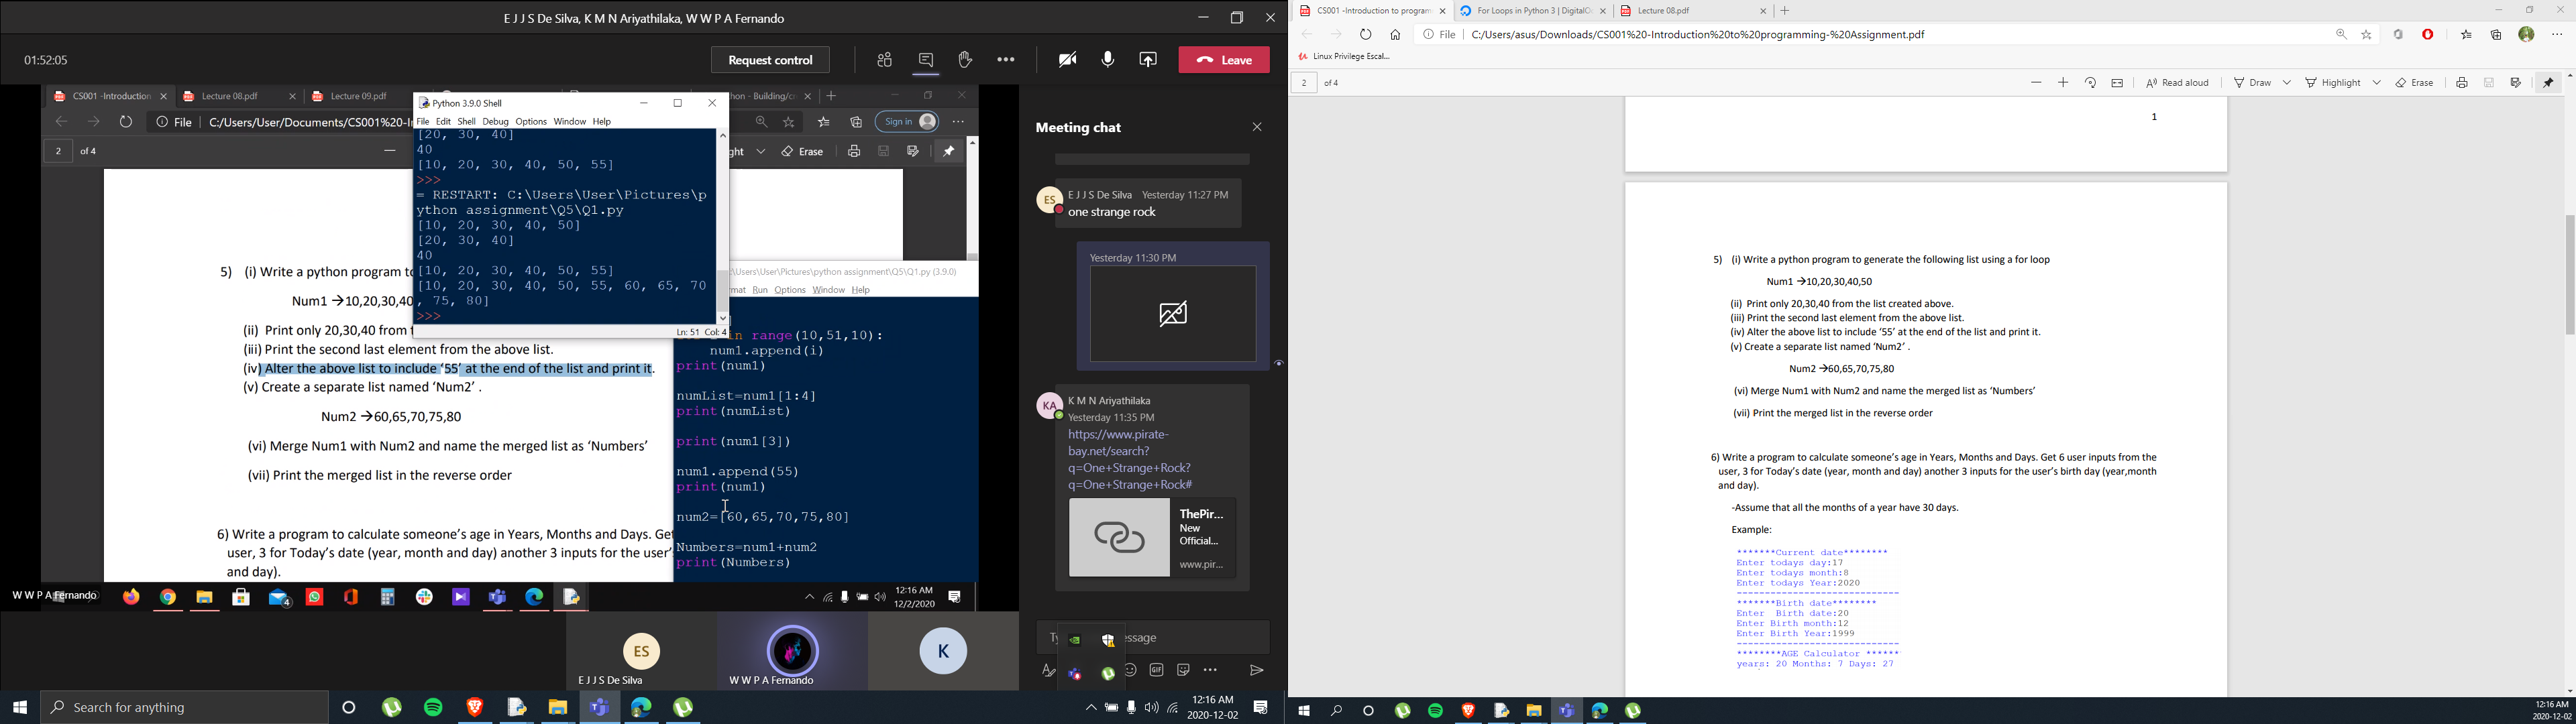 E J J S De Silva, K M N Ariyathilaka, W W P A Fernando
01:52:05
Request control
Leave
CS001 -Introduction
Lecture 08.pdf
Lecture 09.pdf
hon - Building/cr
File
C:/Users/User/Documents/CS001%20-I
Sign in
2 of 4
ght
Erase
Python 3.9.0 Shell
File Edit Shell Debug Options Window Help
[20, 30, 40]
40
[10, 20, 30, 40, 50, 55]
>>>
= RESTART: C:\Users\User\Pictures\p
ython assignment\Q5\Q1.py
[10, 20, 30, 40, 50]
[20, 30, 40]
40
[10, 20, 30, 40, 50, 55]
[10, 20, 30, 40, 50, 55, 60, 65, 70
, 75, 80]
>>>
Ln: 51 Col: 4
5) (i) Write a python program to
Num1 →10,20,30,40
(ii) Print only 20,30,40 from t
(iii) Print the second last element from the above list.
(iv) Alter the above list to include ‘55’ at the end of the list and print it.
(v) Create a separate list named ‘Num2’ .
Num2 →60,65,70,75,80
(vi) Merge Num1 with Num2 and name the merged list as ‘Numbers’
(vii) Print the merged list in the reverse order
6) Write a program to calculate someone’s age in Years, Months and Days. Get
user, 3 for Today’s date (year, month and day) another 3 inputs for the user’
and day).
:\Users\User\Pictures\python assignment\Q5\Q1.py (3.9.0)
mat Run Options Window Help
in range(10,51,10):
num1.append(i)
print(num1)
numList=num1[1:4]
print(numList)
print(num1[3])
num1.append(55)
print(num1)
num2=[60,65,70,75,80]
Numbers=num1+num2
print(Numbers)
W W P A Fernando
4
12:16 AM
12/2/2020
ES
E J J S De Silva
W W P A Fernando
K
Meeting chat
ES
E J J S De Silva Yesterday 11:27 PM
one strange rock
Yesterday 11:30 PM
KA
K M N Ariyathilaka
Yesterday 11:35 PM
https://www.pirate-
bay.net/search?
q=One+Strange+Rock?
q=One+Strange+Rock#
ThePir...
New
Official...
www.pir...
Ty
essage
GIF
Search for anything
12:16 AM
2020-12-02
CS001 -Introduction to program
For Loops in Python 3 | DigitalOc
Lecture 08.pdf
File
C:/Users/asus/Downloads/CS001%20-Introduction%20to%20programming-%20Assignment.pdf
Linux Privilege Escal...
2 of 4
Read aloud
Draw
Highlight
Erase
1
5) (i) Write a python program to generate the following list using a for loop
Num1 →10,20,30,40,50
(ii) Print only 20,30,40 from the list created above.
(iii) Print the second last element from the above list.
(iv) Alter the above list to include ‘55’ at the end of the list and print it.
(v) Create a separate list named ‘Num2’ .
Num2 →60,65,70,75,80
(vi) Merge Num1 with Num2 and name the merged list as ‘Numbers’
(vii) Print the merged list in the reverse order
6) Write a program to calculate someone’s age in Years, Months and Days. Get 6 user inputs from the
user, 3 for Today’s date (year, month and day) another 3 inputs for the user’s birth day (year,month
and day).
-Assume that all the months of a year have 30 days.
Example:
*******Current date********
Enter todays day:17
Enter todays month:8
Enter todays Year:2020
------------------------------
*******Birth date********
Enter  Birth date:20
Enter Birth month:12
Enter Birth Year:1999
------------------------------
********AGE Calculator ******
years: 20 Months: 7 Days: 27
12:16 AM
2020-12-02